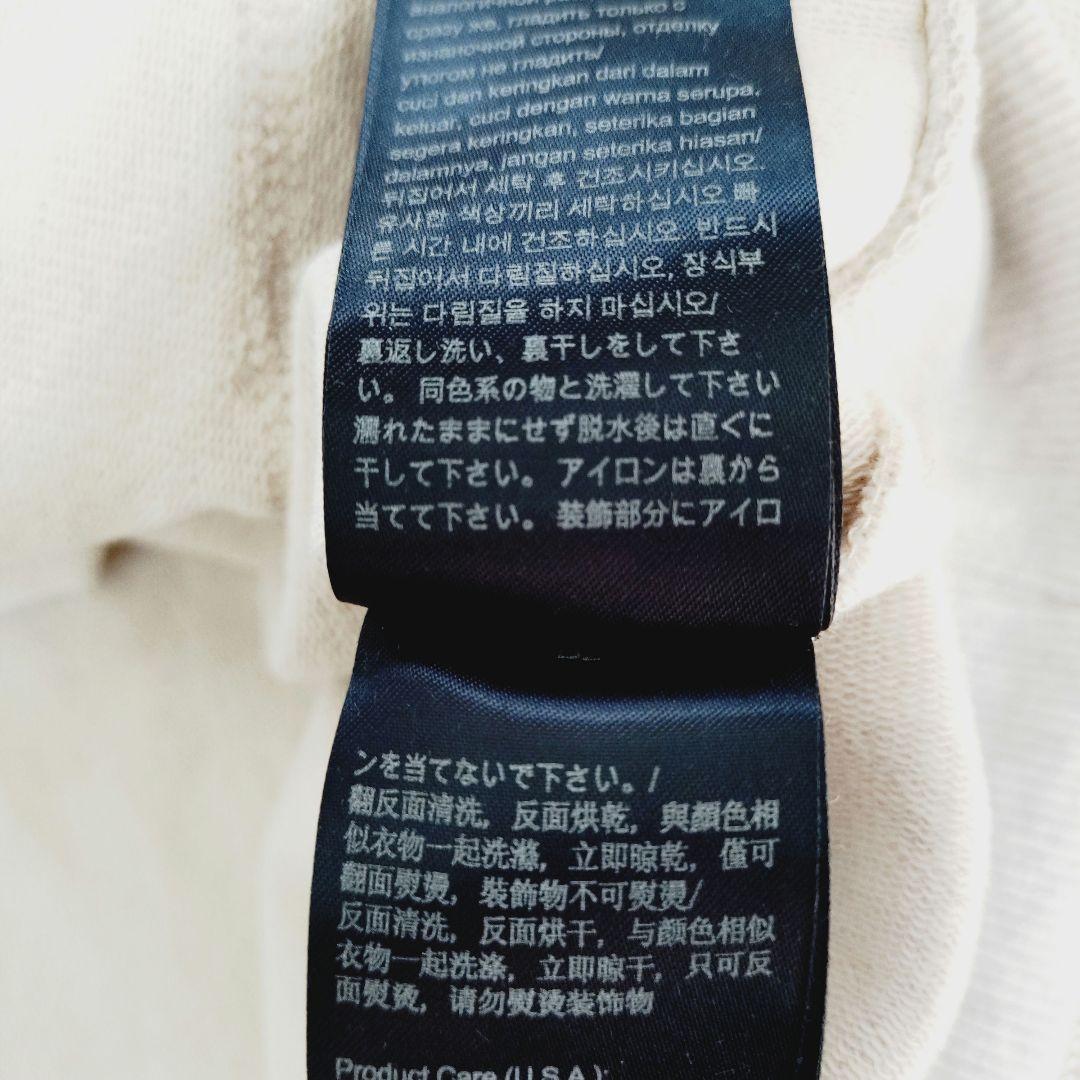 аналогичной
сразу же, гладить только с
изнаночной стороны, отделку
утюгом не гладить/
cuci dan keringkan dari dalam
keluar, cuci dengan warna serupa,
segera keringkan, seterika bagian
dalamnya, jangan seterika hiasan/
뒤집어서 세탁 후 건조시키십시오.
유사한 색상끼리 세탁하십시오 빠
른 시간 내에 건조하십시오. 반드시
뒤집어서 다림질하십시오, 장식부
위는 다림질을 하지 마십시오/
裏返し洗い、裏干しをして下さ
い。 同色系の物と洗濯して下さい
濡れたままにせず脱水後は直ぐに
干して下さい。 アイロンは裏から
当てて下さい。 装飾部分にアイロ
ンを当てないで下さい。/
翻反面清洗, 反面烘乾, 與顏色相
似衣物一起洗滌, 立即晾乾, 僅可
翻面熨燙, 裝飾物不可熨燙/
反面清洗, 反面烘干, 与颜色相似
衣物一起洗涤, 立即晾干, 只可反
面熨烫, 请勿熨烫装饰物
Product Care (U.S.A.):